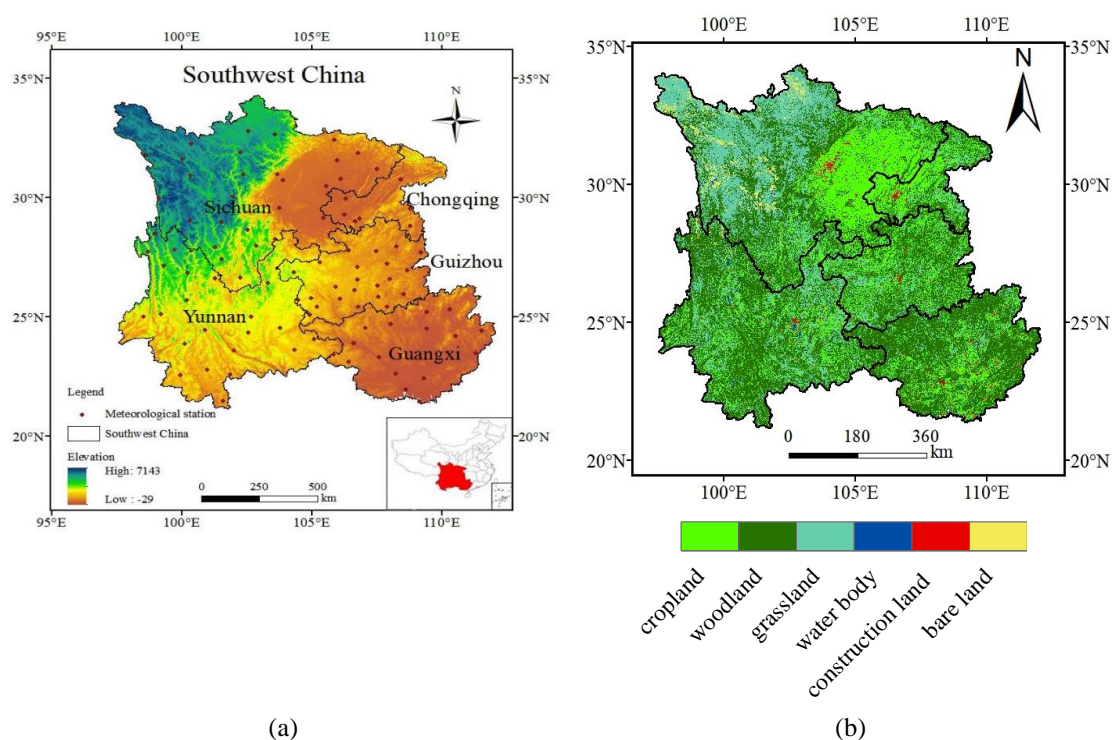 95°E 100°E 105°E 110°E
35°N 35°N
Southwest China
N
30°N 30°N
Sichuan
Chongqing
Guizhou
25°N 25°N
Yunnan
Guangxi
Legend
Meteorological station
Southwest China
20°N 20°N
Elevation
High: 7143
Low : -29
0 250 500
km
95°E 100°E 105°E 110°E
(a)
100°E 105°E 110°E
35°N 35°N
N
30°N 30°N
25°N 25°N
0 180 360
km
20°N 20°N
100°E 105°E 110°E
cropland
woodland
grassland
water body
construction land
bare land
(b)